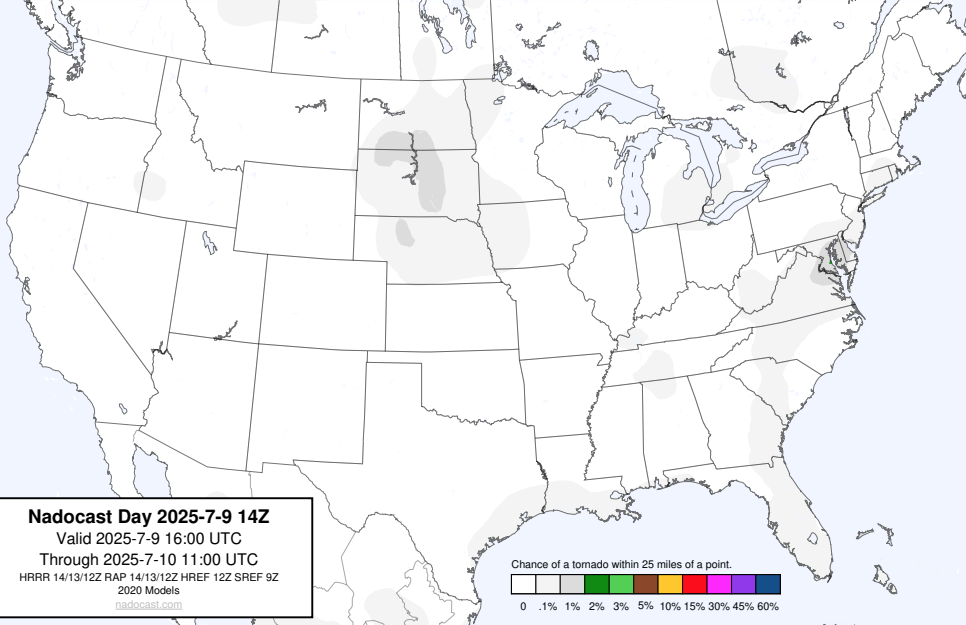 Nadocast Day 2025-7-9 14Z
Valid 2025-7-9 16:00 UTC
Through 2025-7-10 11:00 UTC
HRRR 14/13/12Z RAP 14/13/12Z HREF 12Z SREF 9Z
2020 Models
nadocast.com
Chance of a tornado within 25 miles of a point.
0 .1% 1% 2% 3% 5% 10% 15% 30% 45% 60%